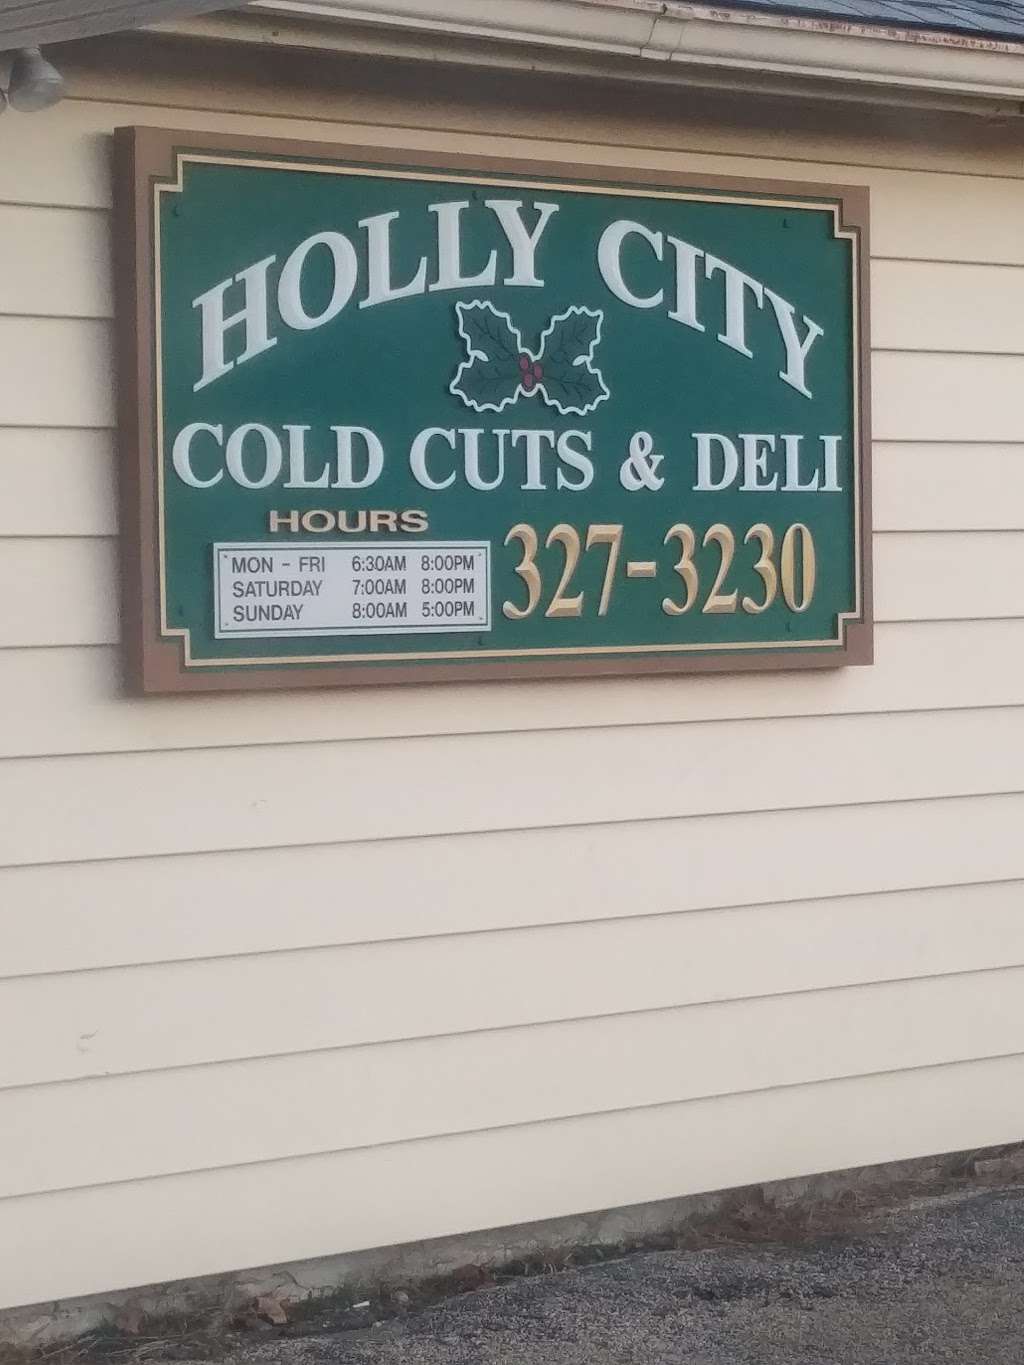 HOLLY CITY
COLD CUTS & DELI
HOURS
MON - FRI 6:30AM 8:00PM
SATURDAY 7:00AM 8:00PM
SUNDAY 8:00AM 5:00PM
327-3230